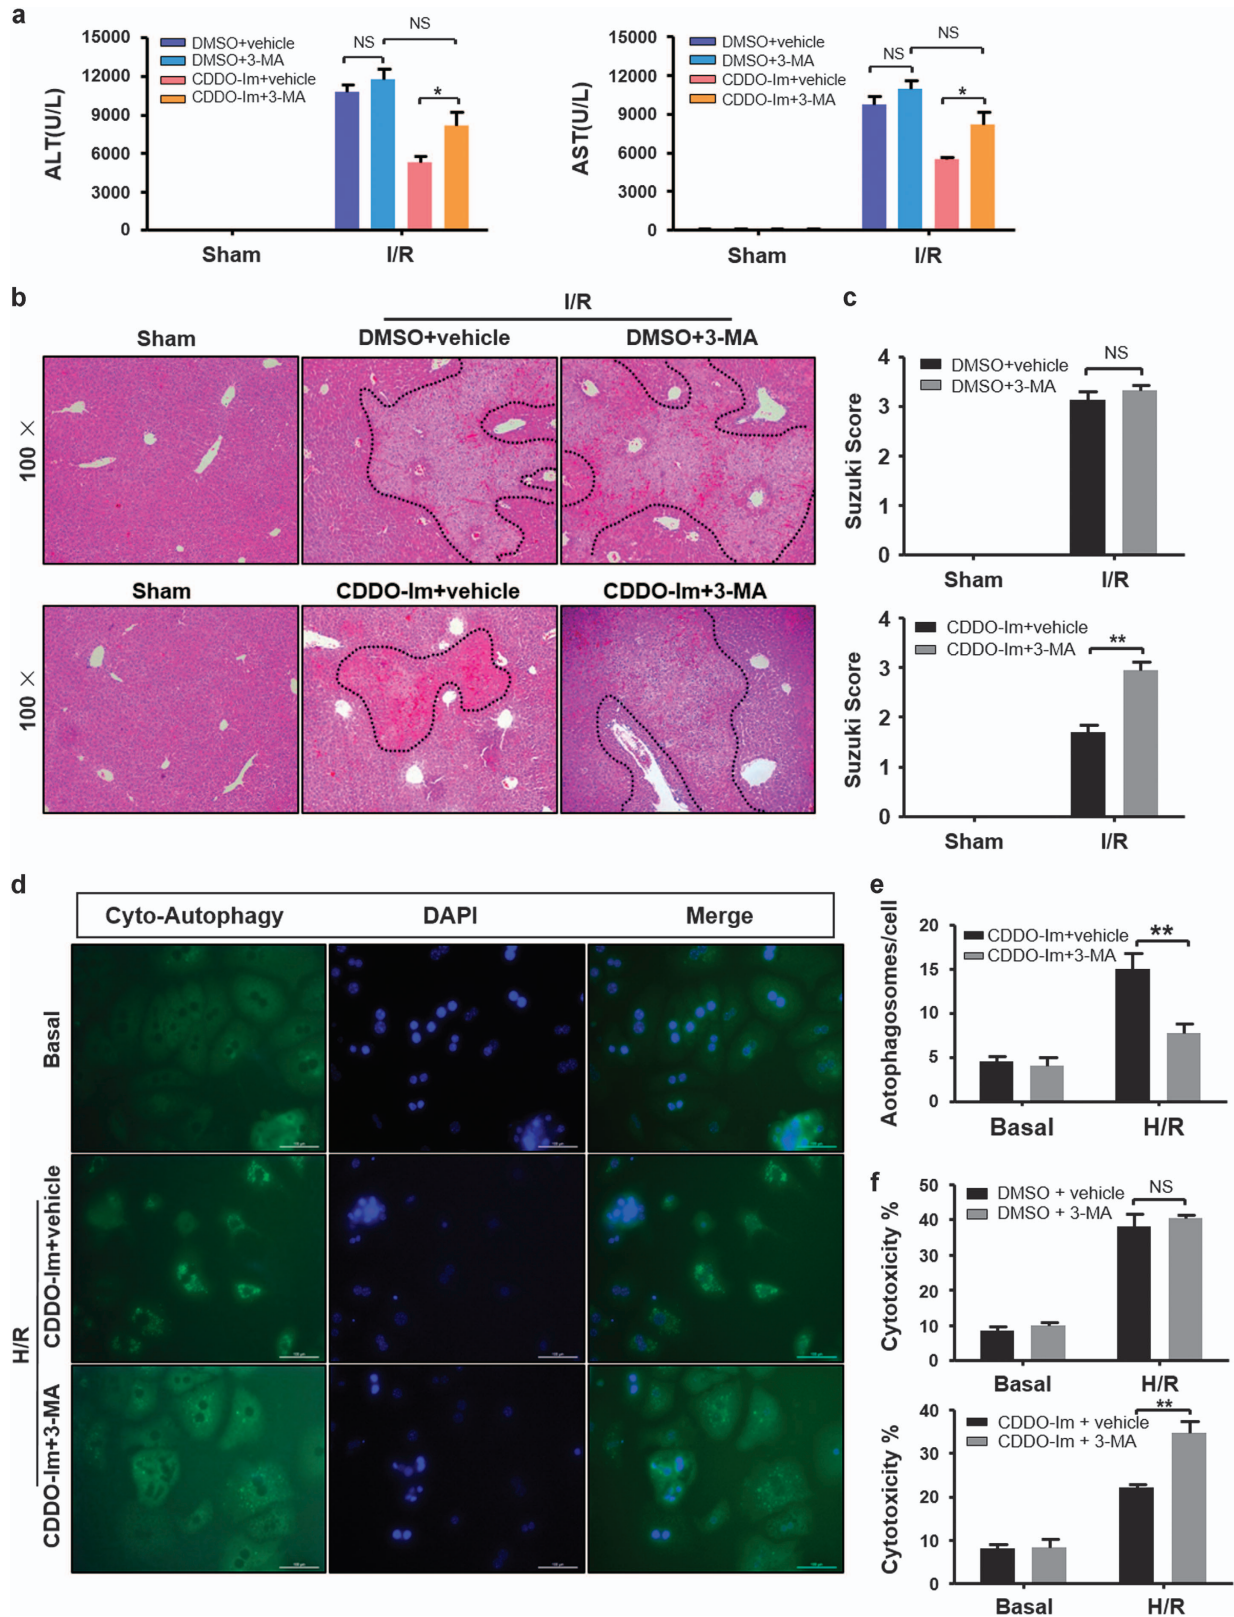 a
15000
12000
9000
6000
3000
0
ALT(U/L)
DMSO+vehicle
DMSO+3-MA
CDDO-Im+vehicle
CDDO-Im+3-MA
NS
NS
*
Sham
I/R
15000
12000
9000
6000
3000
0
AST(U/L)
DMSO+vehicle
DMSO+3-MA
CDDO-Im+vehicle
CDDO-Im+3-MA
NS
NS
*
Sham
I/R
b
I/R
Sham
DMSO+vehicle
DMSO+3-MA
100 ×
Sham
CDDO-Im+vehicle
CDDO-Im+3-MA
100 ×
c
4
3
2
1
0
Suzuki Score
DMSO+vehicle
DMSO+3-MA
NS
Sham
I/R
4
3
2
1
0
Suzuki Score
CDDO-Im+vehicle
CDDO-Im+3-MA
**
Sham
I/R
d
Cyto-Autophagy
DAPI
Merge
Basal
H/R
CDDO-Im+vehicle
CDDO-Im+3-MA
e
20
15
10
5
0
Aotophagosomes/cell
CDDO-Im+vehicle
CDDO-Im+3-MA
**
Basal
H/R
f
50
40
30
20
10
0
Cytotoxicity %
DMSO + vehicle
DMSO + 3-MA
NS
Basal
H/R
40
30
20
10
0
Cytotoxicity %
CDDO-Im + vehicle
CDDO-Im + 3-MA
**
Basal
H/R